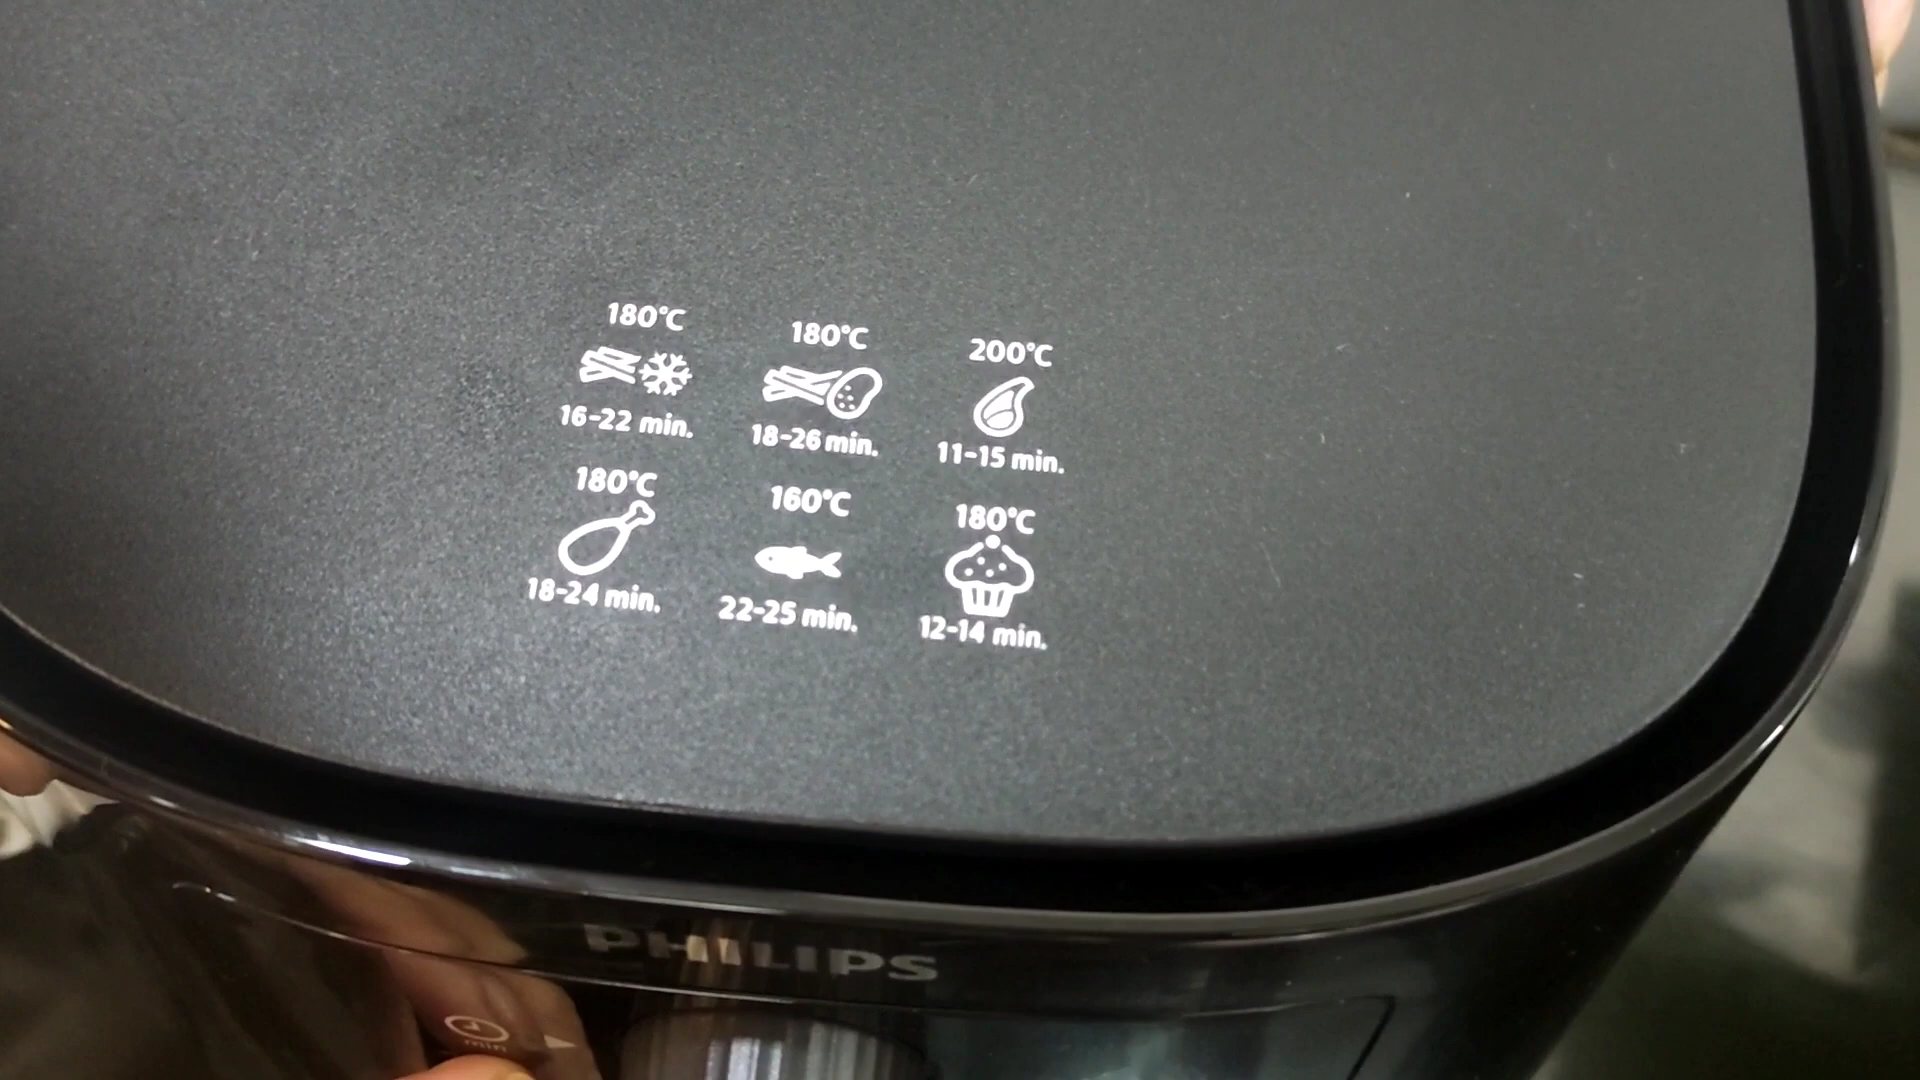 180°C 180°C 200°C
16-22 min. 18-26 min. 11-15 min.
180°C 160°C 180°C
18-24 min. 22-25 min. 12-14 min.
PHILIPS